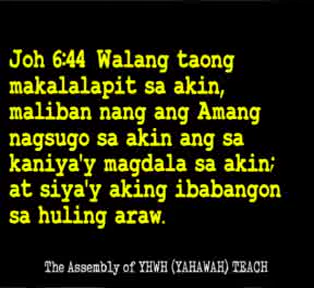 Joh 6:44 Walang taong
makalalapit sa akin,
maliban nang ang Amang
nagsugo sa akin ang sa
kaniya'y magdala sa akin;
at siya'y aking ibabangon
sa huling araw.
The Assembly of YHWH (YAHAWAH) TEACH